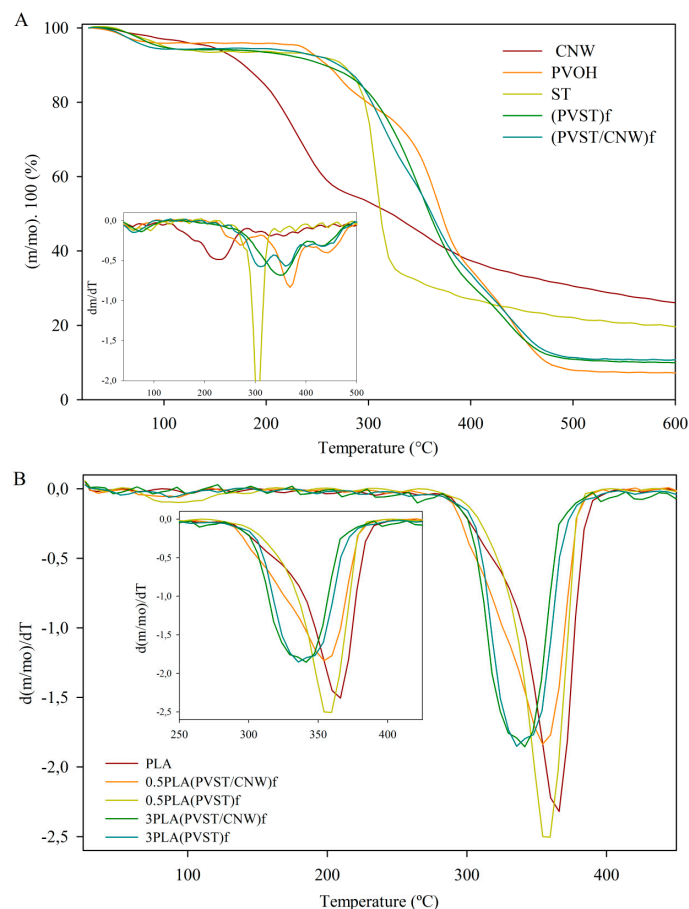 A
100
80
60
40
20
0
(m/mo). 100 (%)
CNW
PVOH
ST
(PVST)f
(PVST/CNW)f
0,0
-0,5
-1,0
-1,5
-2,0
dm/dT
100
200
300
400
500
100
200
300
400
500
600
Temperature (°C)
B
0,0
-0,5
-1,0
-1,5
-2,0
-2,5
d(m/mo)/dT
0,0
-0,5
-1,0
-1,5
-2,0
-2,5
d(m/mo)/dT
250
300
350
400
PLA
0.5PLA(PVST/CNW)f
0.5PLA(PVST)f
3PLA(PVST/CNW)f
3PLA(PVST)f
100
200
300
400
Temperature (ºC)